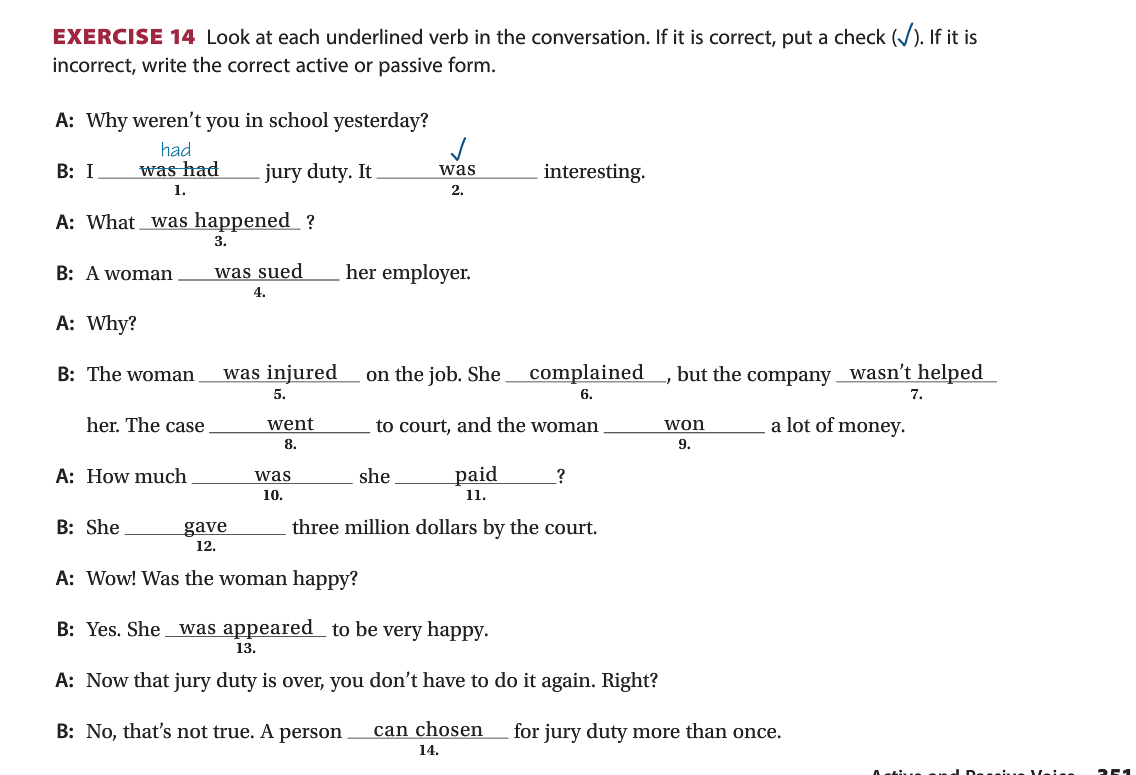 EXERCISE 14 Look at each underlined verb in the conversation. If it is correct, put a check (✓). If it is
incorrect, write the correct active or passive form.
A: Why weren't you in school yesterday?
had ✓
B: I was had jury duty. It was interesting.
1. 2.
A: What was happened ?
3.
B: A woman was sued her employer.
4.
A: Why?
B: The woman was injured on the job. She complained, but the company wasn't helped
5. 6. 7.
her. The case went to court, and the woman won a lot of money.
8. 9.
A: How much was she paid?
10. 11.
B: She gave three million dollars by the court.
12.
A: Wow! Was the woman happy?
B: Yes. She was appeared to be very happy.
13.
A: Now that jury duty is over, you don't have to do it again. Right?
B: No, that's not true. A person can chosen for jury duty more than once.
14.
Active and Passive Voice 351